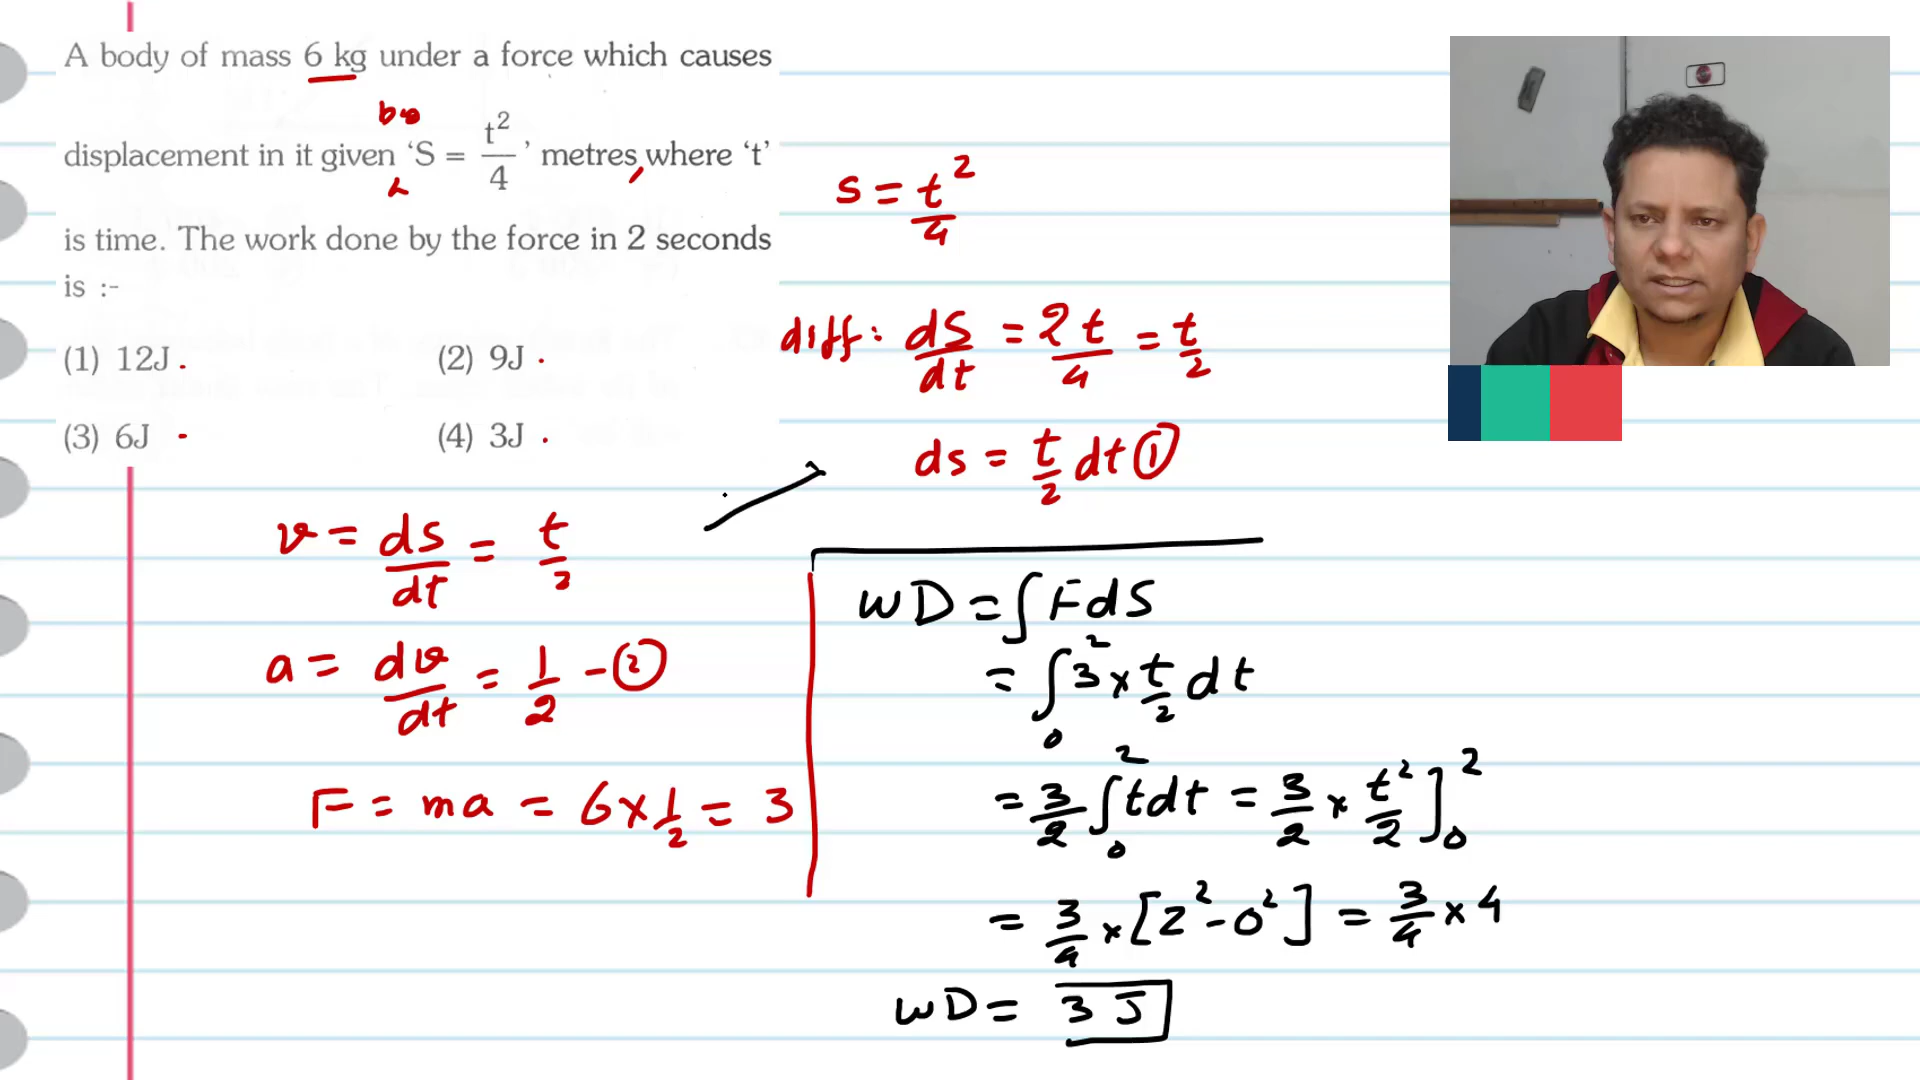 A body of mass 6 kg under a force which causes
by
displacement in it given 'S = t²/4' metres, where 't'
is time. The work done by the force in 2 seconds
is :-
(1) 12J .
(2) 9J .
(3) 6J .
(4) 3J .
s = t²/4
diff: dS/dt = 2t/4 = t/2
ds = t/2 dt ①
v = ds/dt = t/2
a = dv/dt = 1/2 - ②
F = ma = 6 × 1/2 = 3
WD = ∫ F dS
= ∫₀² 3 × t/2 dt
= 3/2 ∫₀² t dt = 3/2 × t²/2 ]₀²
= 3/4 × [2² - 0²] = 3/4 × 4
WD = 3 J